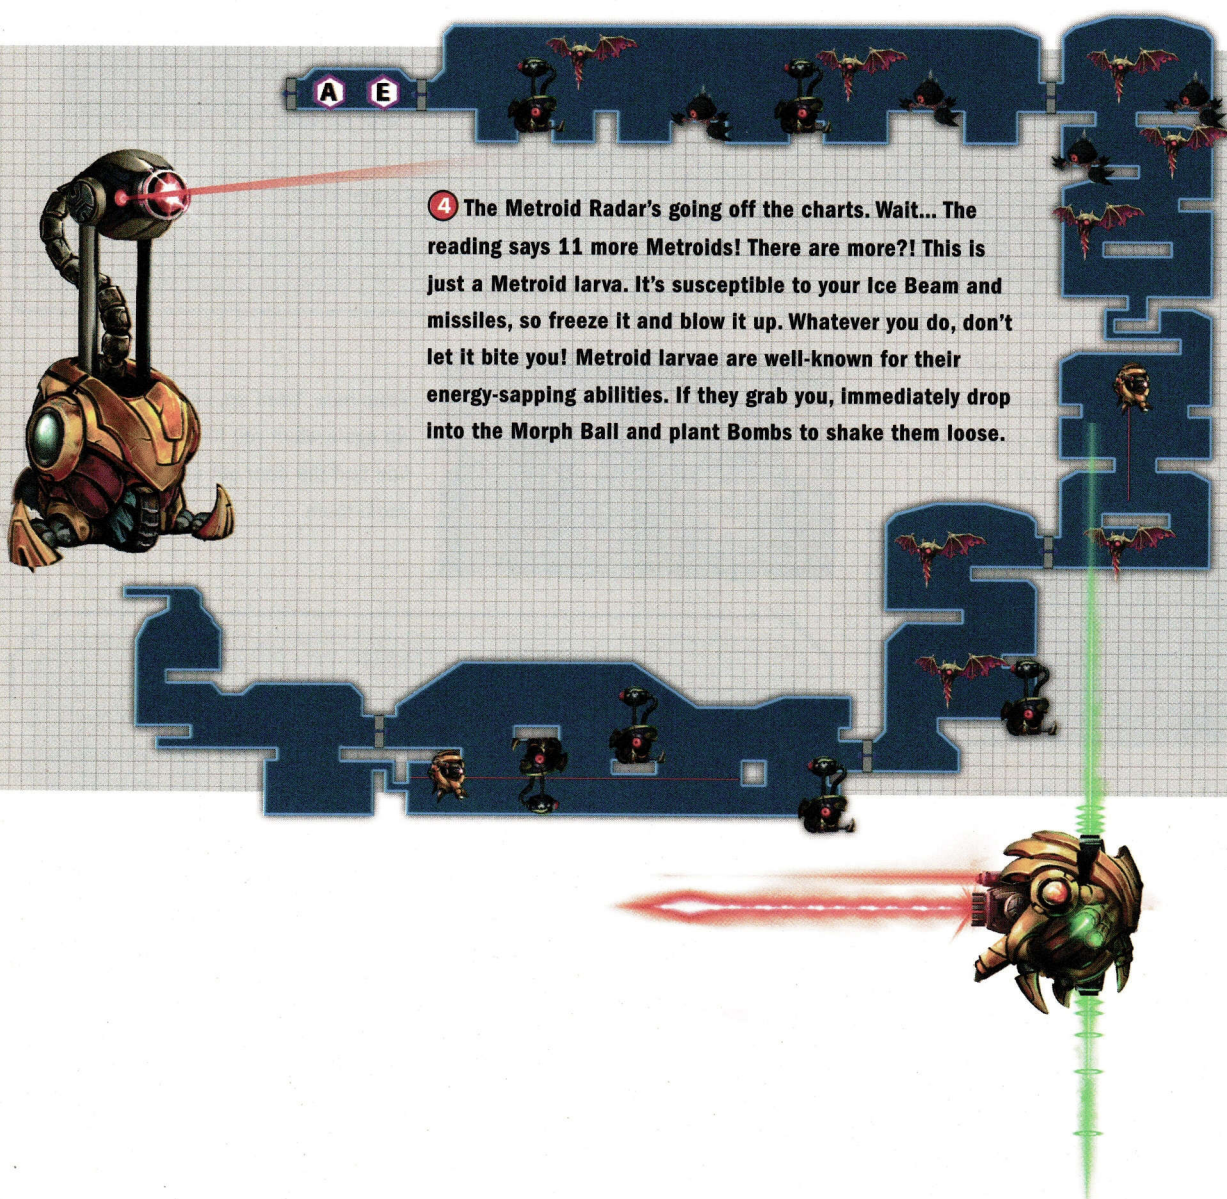 A E
4 The Metroid Radar's going off the charts. Wait... The
reading says 11 more Metroids! There are more?! This is
just a Metroid larva. It's susceptible to your Ice Beam and
missiles, so freeze it and blow it up. Whatever you do, don't
let it bite you! Metroid larvae are well-known for their
energy-sapping abilities. If they grab you, immediately drop
into the Morph Ball and plant Bombs to shake them loose.